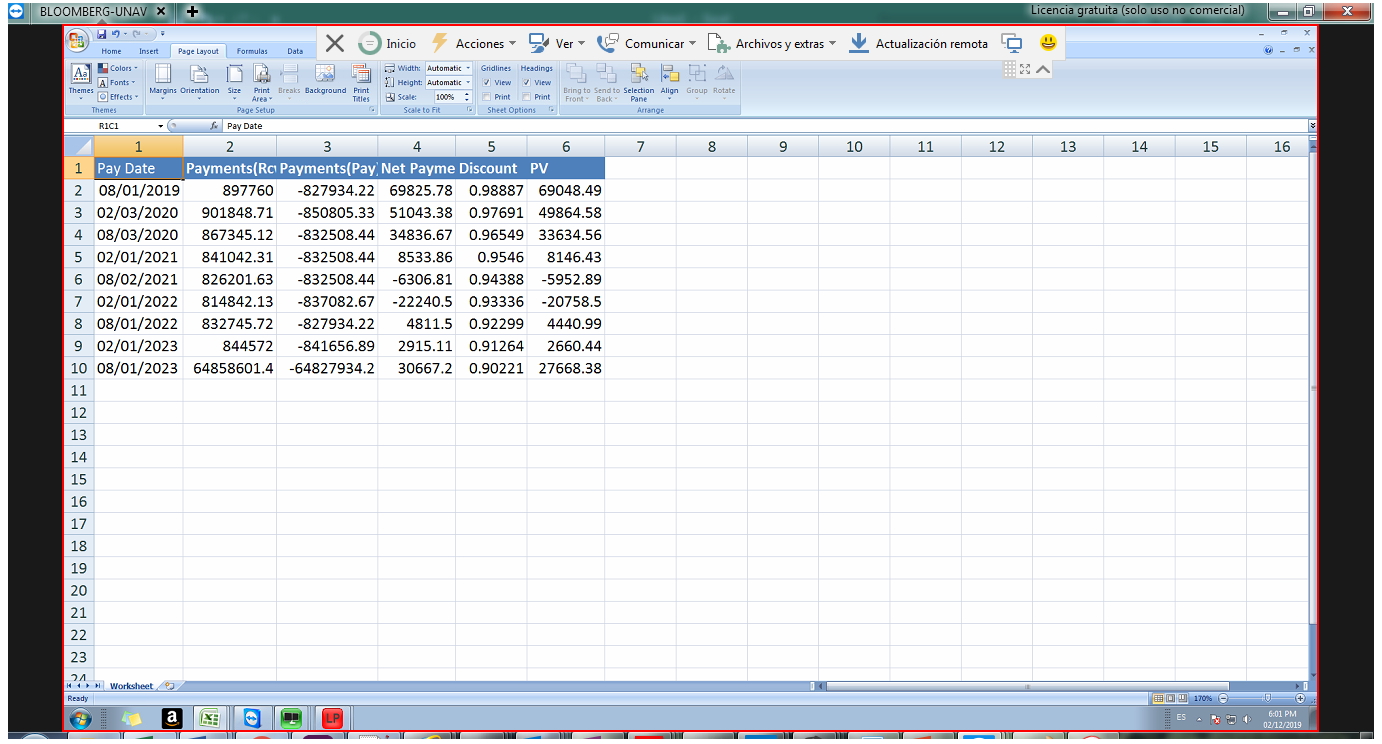 BLOOMBERG-UNAV
Licencia gratuita (solo uso no comercial)
Inicio Acciones Ver Comunicar Archivos y extras Actualización remota
Home Insert Page Layout Formulas Data
Colors Width: Automatic Gridlines Headings
Fonts Height: Automatic View View
Effects Scale: 100% Print Print
Themes Margins Orientation Size Print Area Breaks Background Print Titles Bring to Front Send to Back Selection Pane Align Group Rotate
Themes Page Setup Scale to Fit Sheet Options Arrange
R1C1 fx Pay Date
1 2 3 4 5 6 7 8 9 10 11 12 13 14 15 16
1 Pay Date Payments(Rc Payments(Pay Net Payme Discount PV
2 08/01/2019 897760 -827934.22 69825.78 0.98887 69048.49
3 02/03/2020 901848.71 -850805.33 51043.38 0.97691 49864.58
4 08/03/2020 867345.12 -832508.44 34836.67 0.96549 33634.56
5 02/01/2021 841042.31 -832508.44 8533.86 0.9546 8146.43
6 08/02/2021 826201.63 -832508.44 -6306.81 0.94388 -5952.89
7 02/01/2022 814842.13 -837082.67 -22240.5 0.93336 -20758.5
8 08/01/2022 832745.72 -827934.22 4811.5 0.92299 4440.99
9 02/01/2023 844572 -841656.89 2915.11 0.91264 2660.44
10 08/01/2023 64858601.4 -64827934.2 30667.2 0.90221 27668.38
11
12
13
14
15
16
17
18
19
20
21
22
23
24
Worksheet
Ready 170%
a LP ES 6:01 PM
02/12/2019